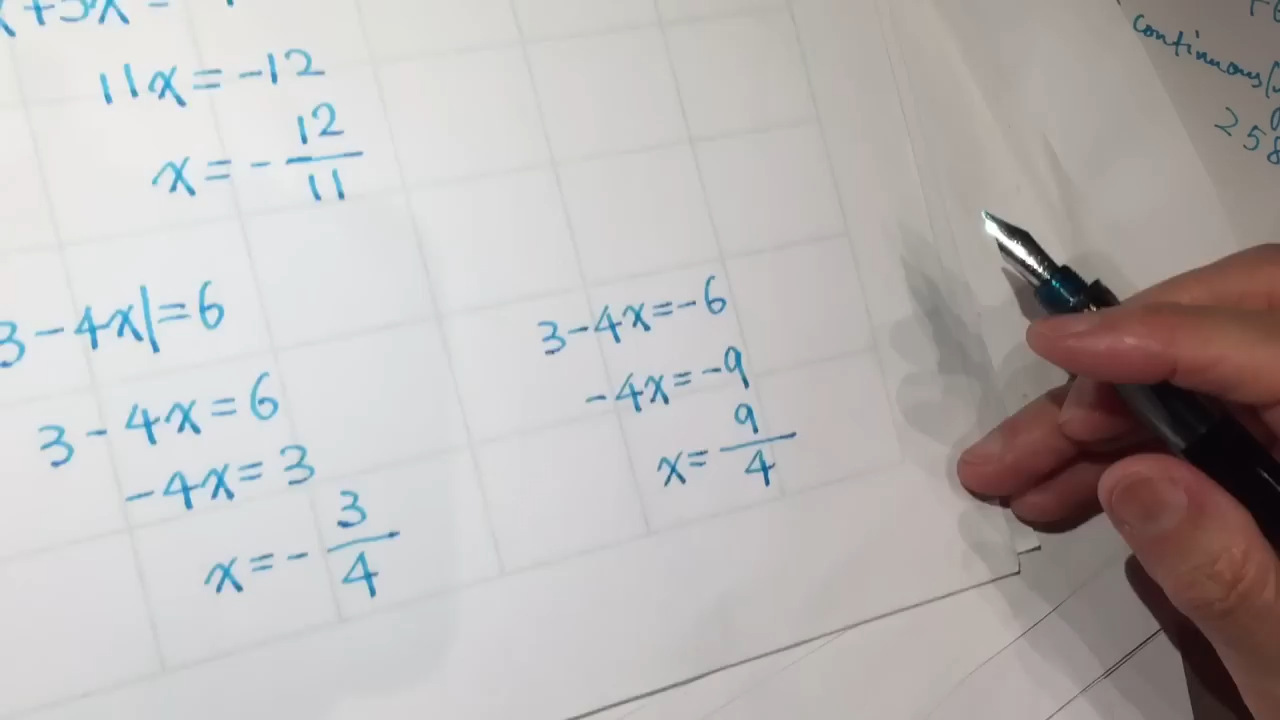 11x = -12
x = - 12/11
3 - 4x| = 6
3 - 4x = 6
-4x = 3
x = - 3/4
3 - 4x = -6
-4x = -9
x = 9/4
continuous
258